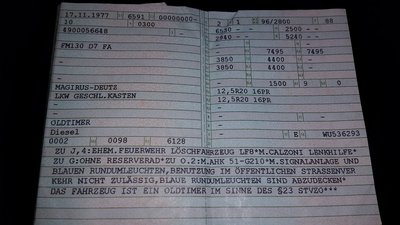 17.11.1977 6591 00000000- 2 1 96/2800 88
10 0300
4900056648 6580 - 2500 -
2840 - - 5240 -
FM130 D7 FA
- - 7495 7495
3850 4400 -
3850 4400 -
- 1500 9 0
MAGIRUS-DEUTZ 12,5R20 16PR
LKW GESCHL.KASTEN 12,5R20 16PR
-
-
OLDTIMER -
Diesel - E WU536293
0002 0098 6128
ZU J,4:EHEM.FEUERWEHR LÖSCHFAHRZEUG LF8*M.CALZONI LENKHILFE*
ZU G:OHNE RESERVERAD*ZU O.2:M.AHK 51-G210*M.SIGNALANLAGE UND
BLAUEN RUNDUMLEUCHTEN,BENUTZUNG IM ÖFFENTLICHEN STRASSENVER
KEHR NICHT ZULÄSSIG,BLAUE RUNDUMLEUCHTEN SIND ABZUDECKEN*
DAS FAHRZEUG IST EIN OLDTIMER IM SINNE DES §23 STVZO***